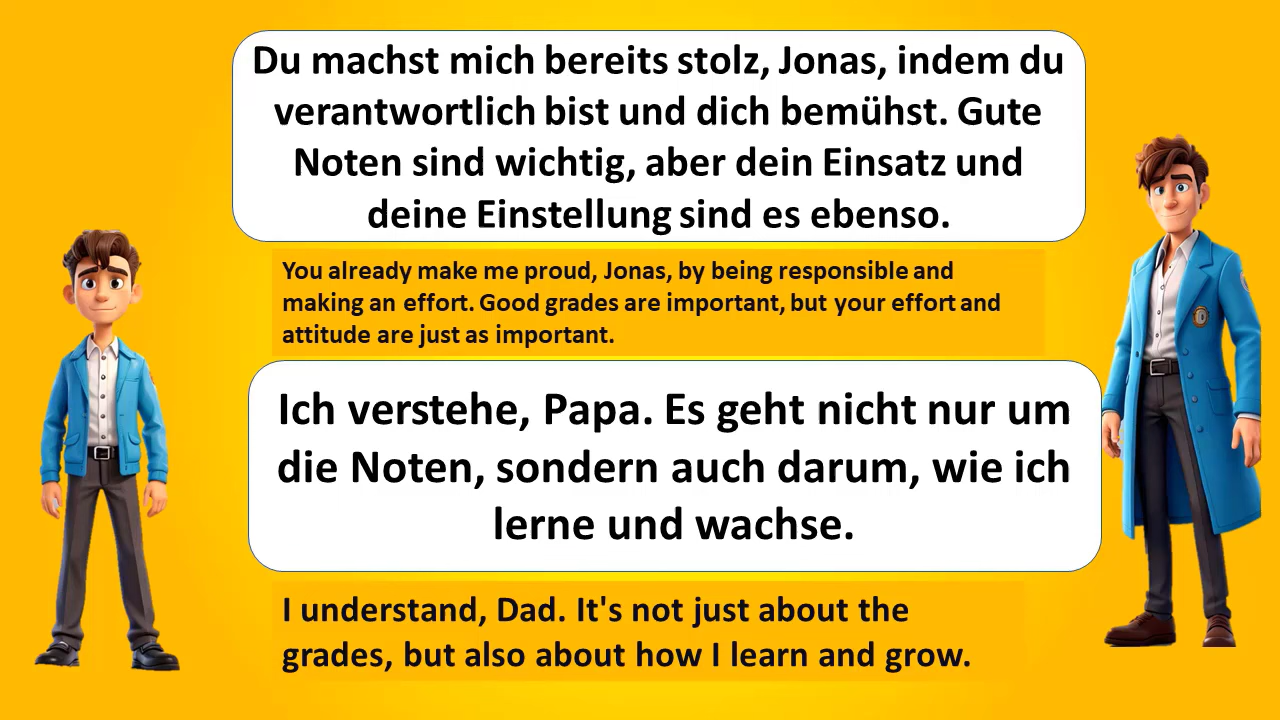 Du machst mich bereits stolz, Jonas, indem du
verantwortlich bist und dich bemühst. Gute
Noten sind wichtig, aber dein Einsatz und
deine Einstellung sind es ebenso.
You already make me proud, Jonas, by being responsible and
making an effort. Good grades are important, but your effort and
attitude are just as important.
Ich verstehe, Papa. Es geht nicht nur um
die Noten, sondern auch darum, wie ich
lerne und wachse.
I understand, Dad. It's not just about the
grades, but also about how I learn and grow.